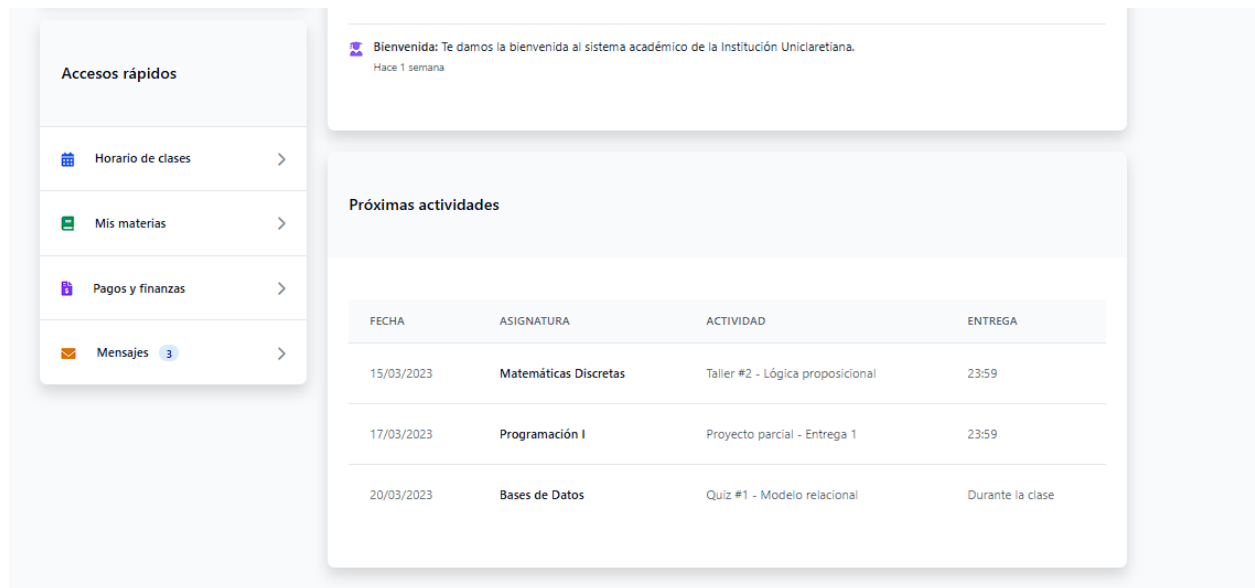 Accesos rápidos
Horario de clases
Mis materias
Pagos y finanzas
Mensajes 3
Bienvenida: Te damos la bienvenida al sistema académico de la Institución Uniclaretiana.
Hace 1 semana
Próximas actividades
FECHA ASIGNATURA ACTIVIDAD ENTREGA
15/03/2023 Matemáticas Discretas Taller #2 - Lógica proposicional 23:59
17/03/2023 Programación I Proyecto parcial - Entrega 1 23:59
20/03/2023 Bases de Datos Quiz #1 - Modelo relacional Durante la clase